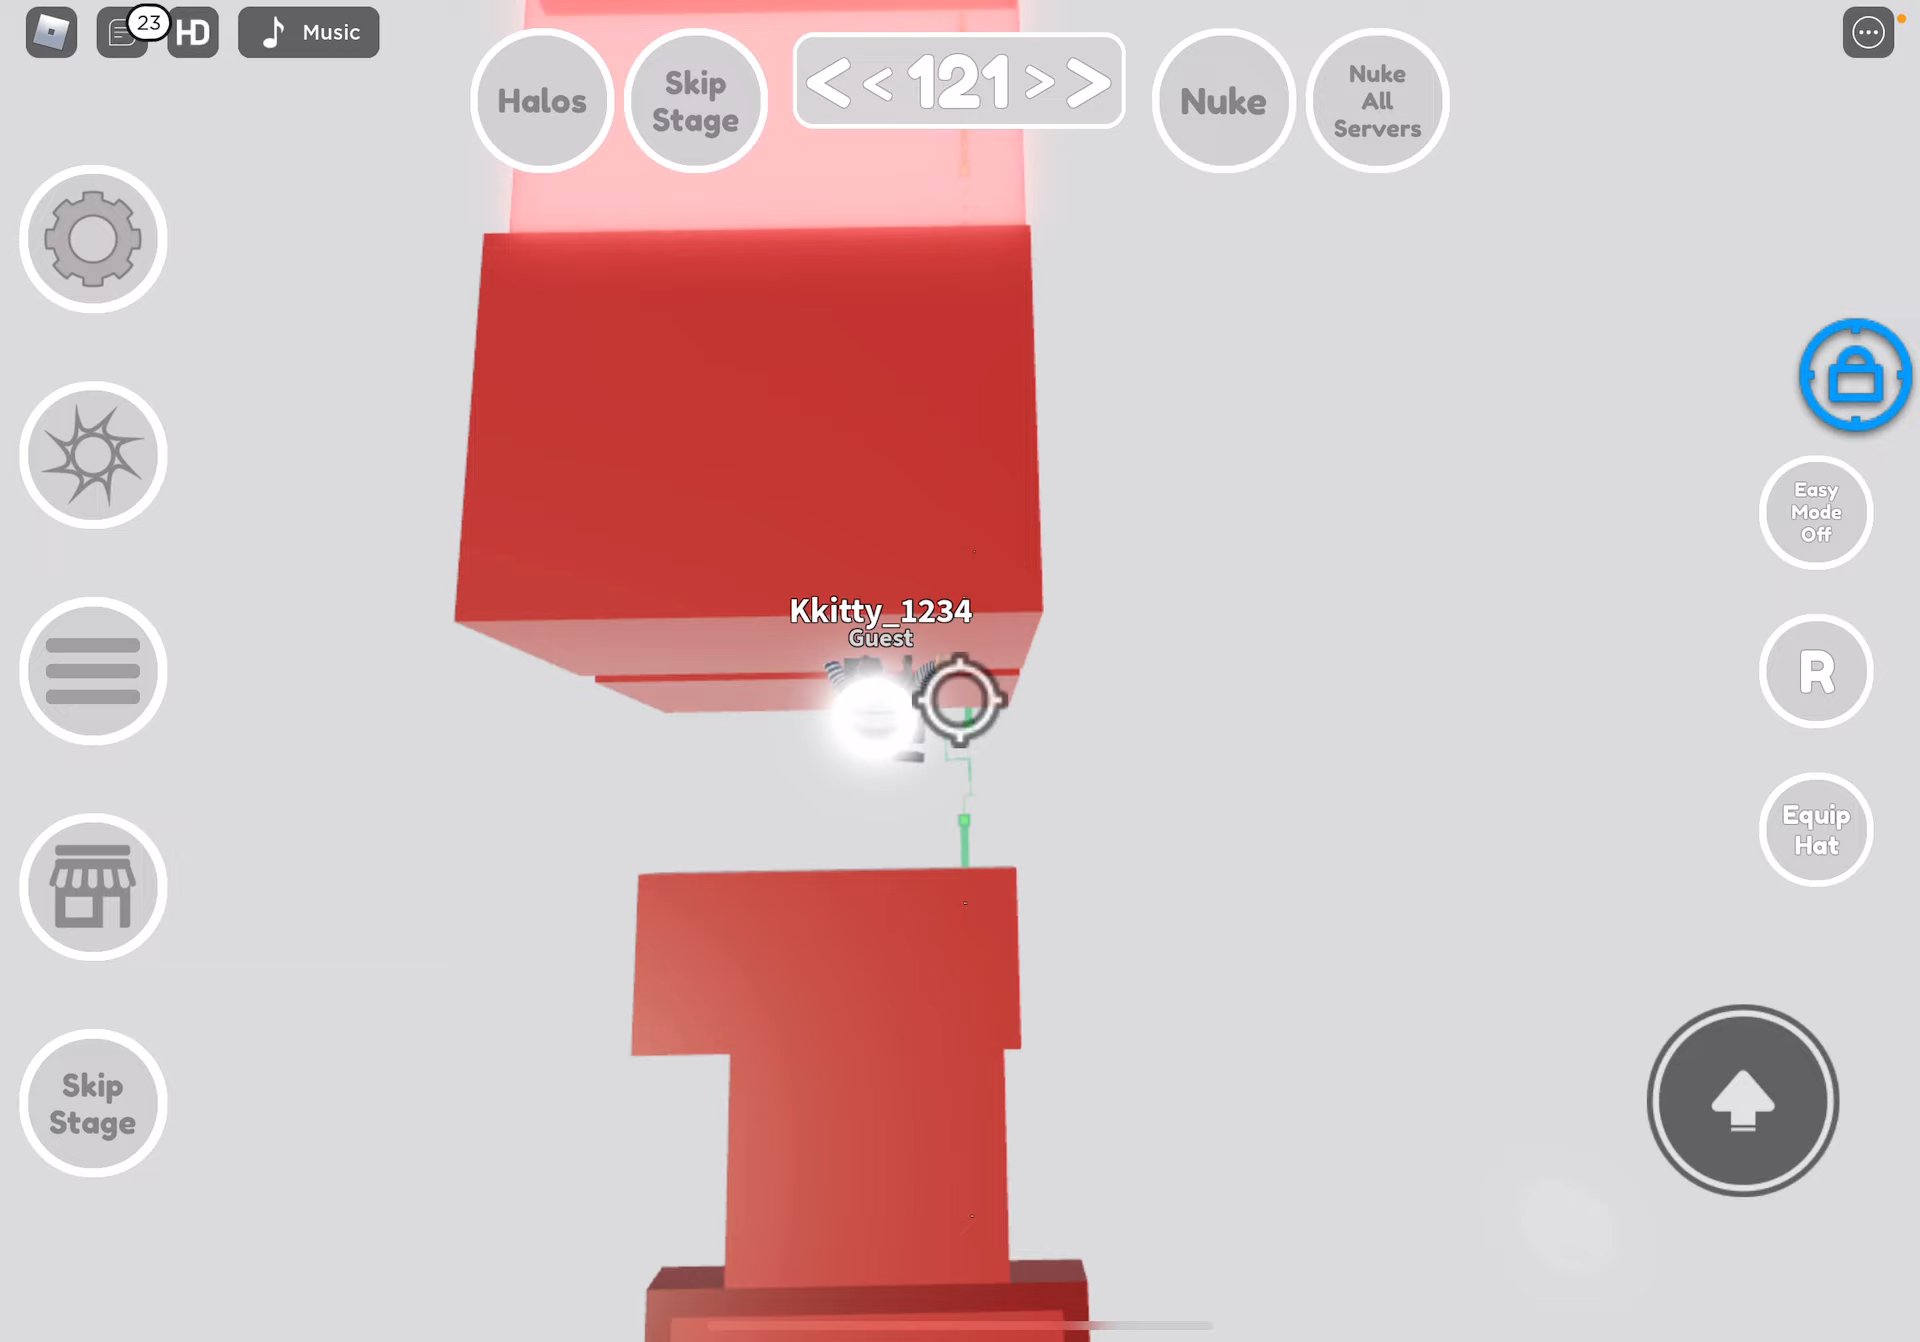 23
HD
Music
Halos
Skip
Stage
< < 121 > >
Nuke
Nuke
All
Servers
Easy
Mode
Off
Kkitty_1234
Guest
R
Equip
Hat
Skip
Stage